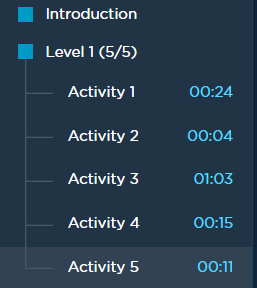 Introduction
Level 1 (5/5)
Activity 1 00:24
Activity 2 00:04
Activity 3 01:03
Activity 4 00:15
Activity 5 00:11